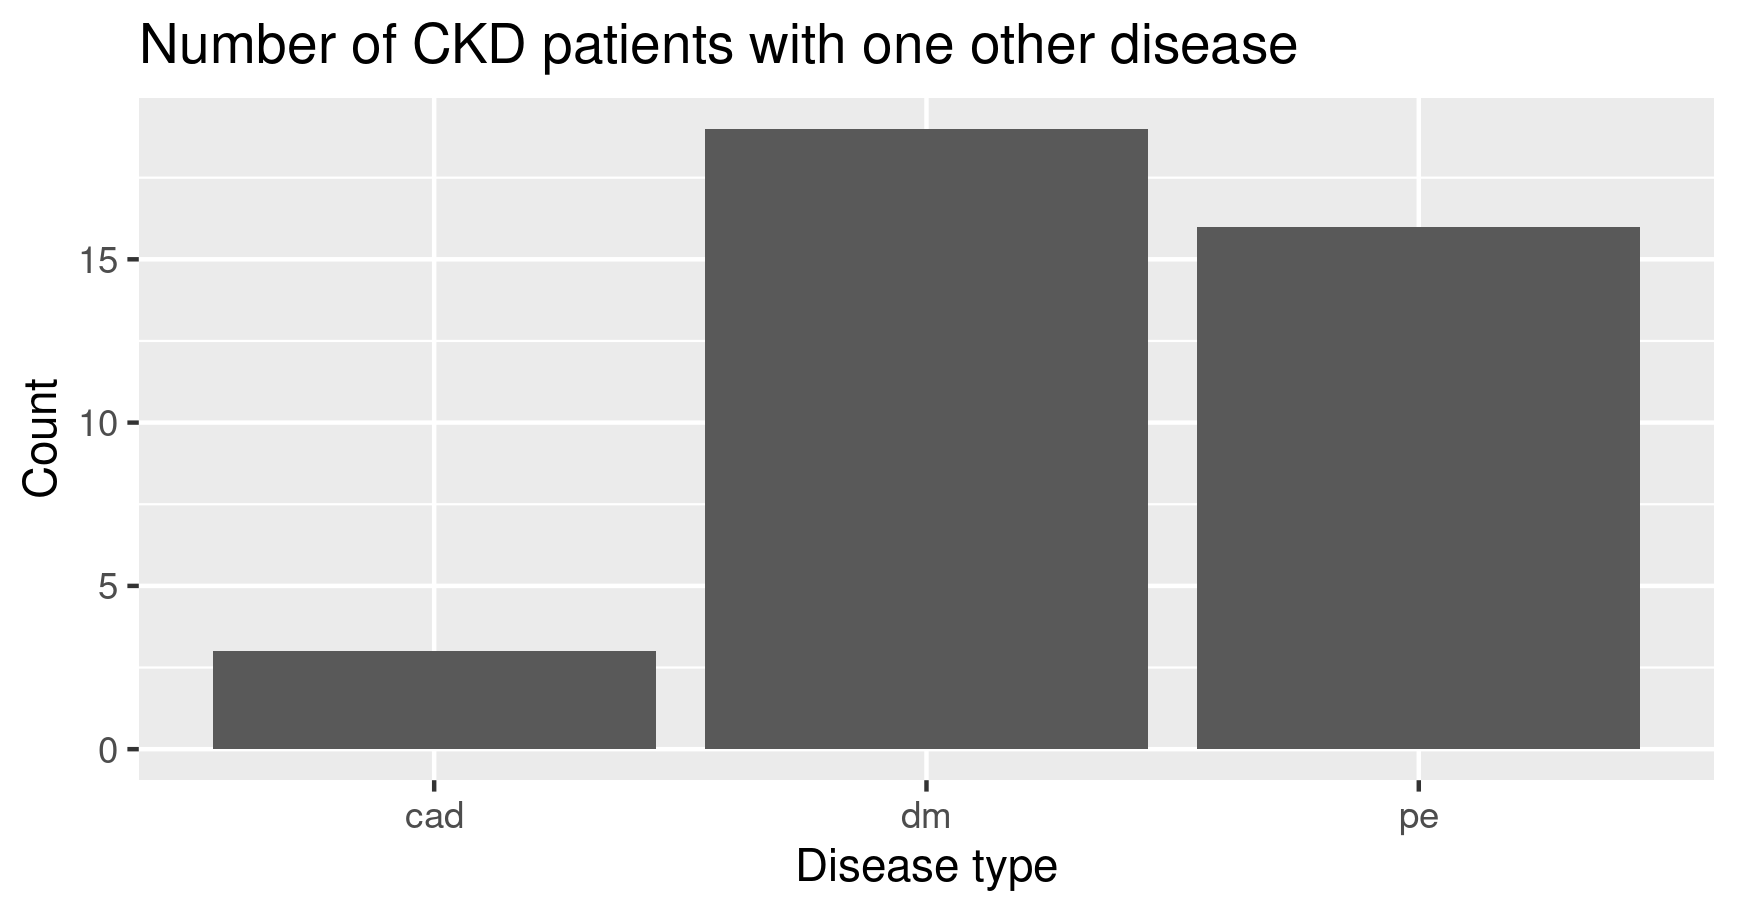 Number of CKD patients with one other disease
Count
15
10
5
0
cad dm pe
Disease type